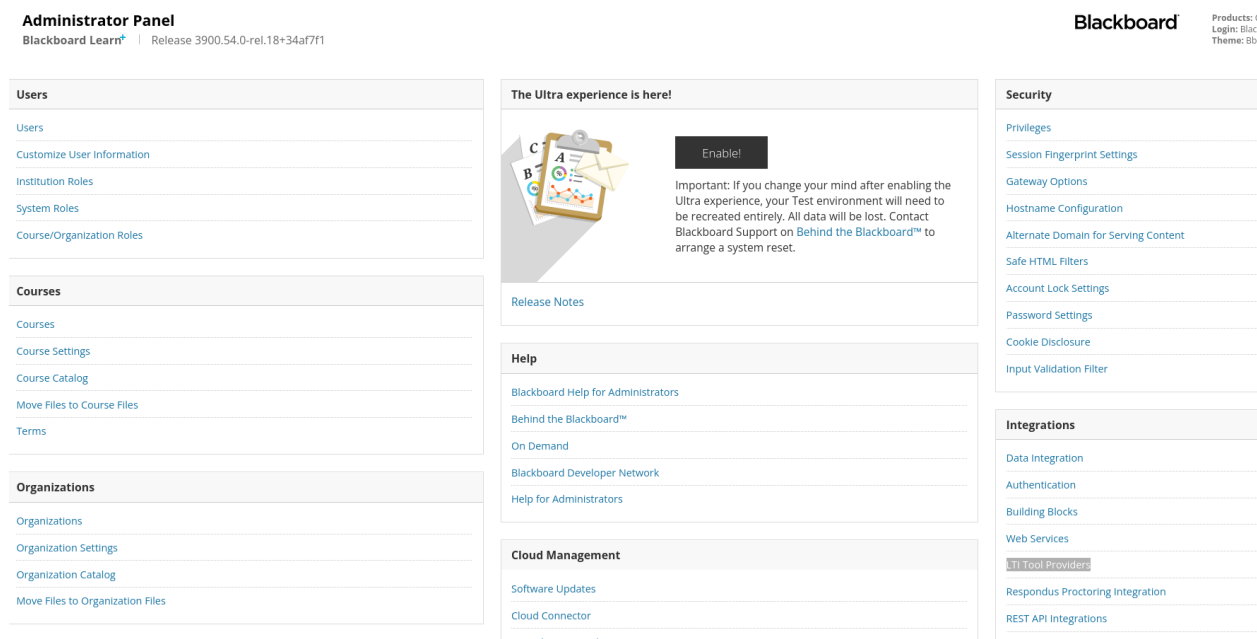 Administrator Panel
Blackboard Learn+ | Release 3900.54.0-rel.18+34af7f1
Blackboard
Products:
Login:
Theme: Bb
Users
Users
Customize User Information
Institution Roles
System Roles
Course/Organization Roles
Courses
Courses
Course Settings
Course Catalog
Move Files to Course Files
Terms
Organizations
Organizations
Organization Settings
Organization Catalog
Move Files to Organization Files
The Ultra experience is here!
C
A
B
Enable!
Important: If you change your mind after enabling the
Ultra experience, your Test environment will need to
be recreated entirely. All data will be lost. Contact
Blackboard Support on Behind the Blackboard™ to
arrange a system reset.
Release Notes
Help
Blackboard Help for Administrators
Behind the Blackboard™
On Demand
Blackboard Developer Network
Help for Administrators
Cloud Management
Software Updates
Cloud Connector
Security
Privileges
Session Fingerprint Settings
Gateway Options
Hostname Configuration
Alternate Domain for Serving Content
Safe HTML Filters
Account Lock Settings
Password Settings
Cookie Disclosure
Input Validation Filter
Integrations
Data Integration
Authentication
Building Blocks
Web Services
LTI Tool Providers
Respondus Proctoring Integration
REST API Integrations